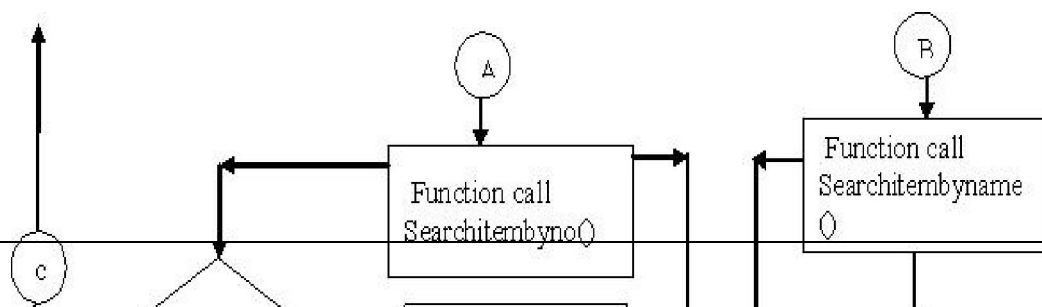 A
B
Function call
Searchitembyno()
Function call
Searchitembyname
()
c